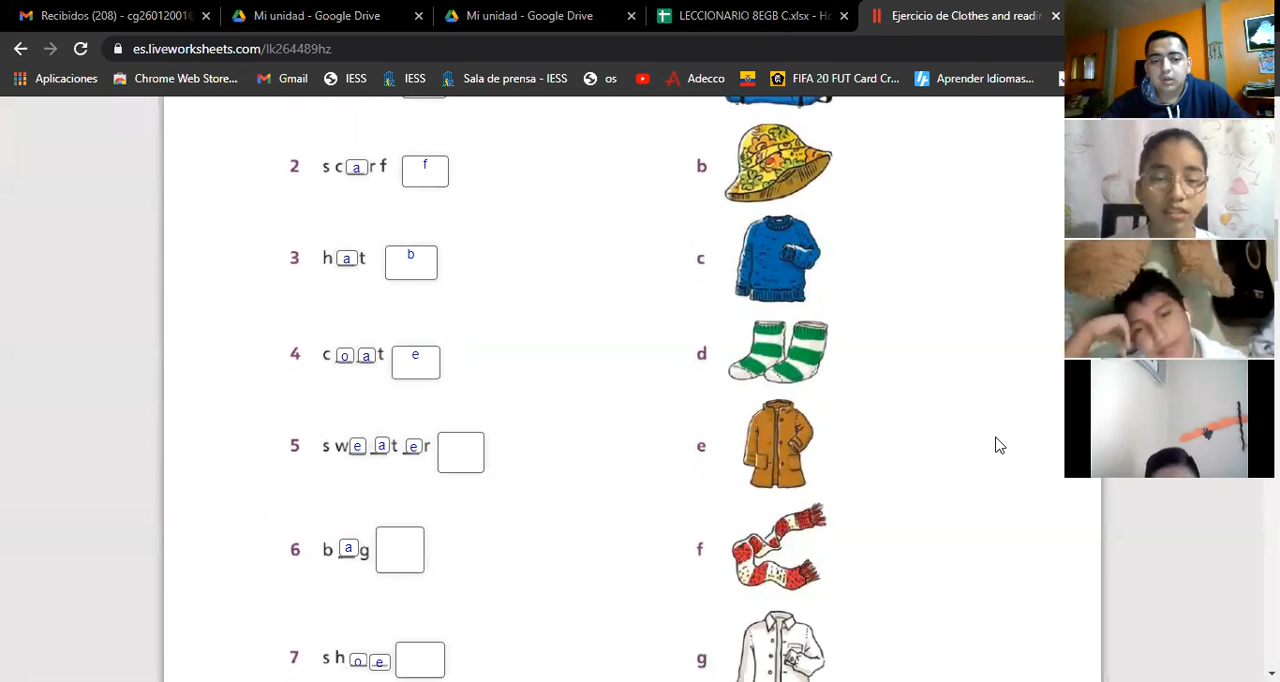 Recibidos (208) - cg26012001@
Mi unidad - Google Drive
Mi unidad - Google Drive
LECCIONARIO 8EGB C.xlsx - Ho
Ejercicio de Clothes and readin
es.liveworksheets.com/lk264489hz
Aplicaciones
Chrome Web Store...
Gmail
IESS
IESS
Sala de prensa - IESS
os
Adecco
FIFA 20 FUT Card Cr...
Aprender Idiomas...
2 s c a r f f
b
3 h a t b
c
4 c o a t e
d
5 s w e a t e r
e
6 b a g
f
7 s h o e
g